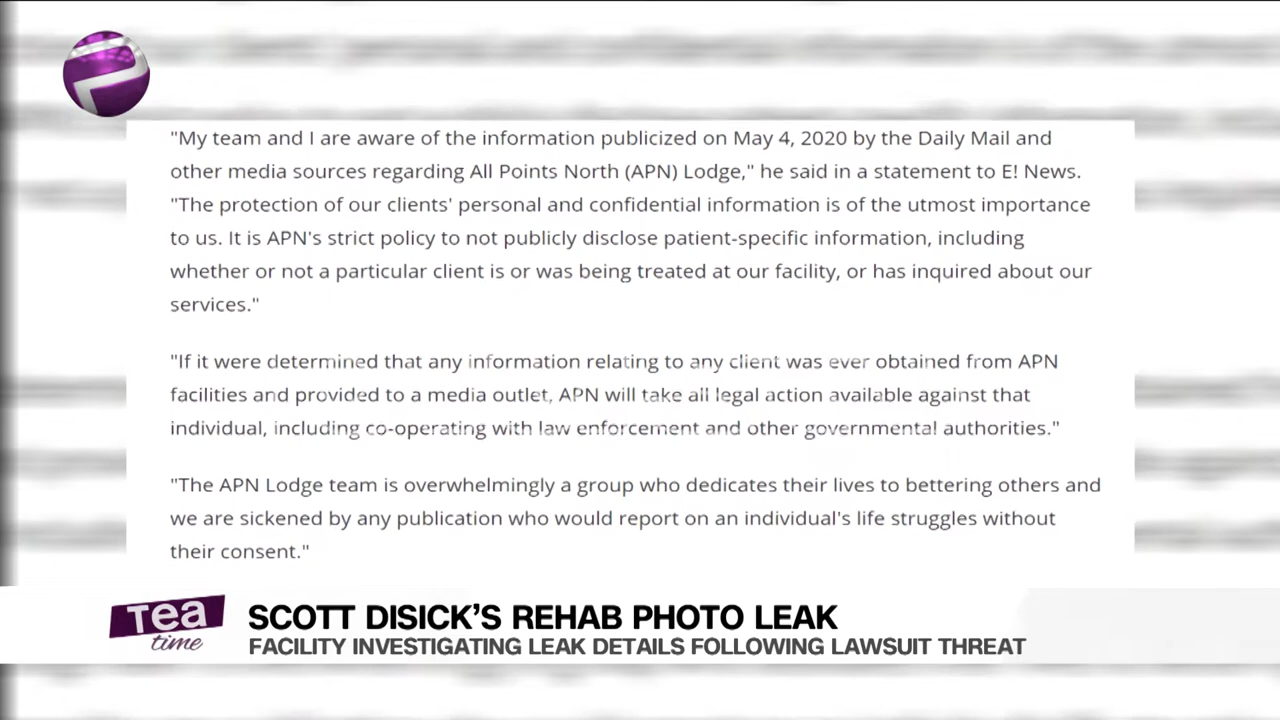 "My team and I are aware of the information publicized on May 4, 2020 by the Daily Mail and
other media sources regarding All Points North (APN) Lodge," he said in a statement to E! News.
"The protection of our clients' personal and confidential information is of the utmost importance
to us. It is APN's strict policy to not publicly disclose patient-specific information, including
whether or not a particular client is or was being treated at our facility, or has inquired about our
services."
"If it were determined that any information relating to any client was ever obtained from APN
facilities and provided to a media outlet, APN will take all legal action available against that
individual, including co-operating with law enforcement and other governmental authorities."
"The APN Lodge team is overwhelmingly a group who dedicates their lives to bettering others and
we are sickened by any publication who would report on an individual's life struggles without
their consent."
Tea
time
SCOTT DISICK'S REHAB PHOTO LEAK
FACILITY INVESTIGATING LEAK DETAILS FOLLOWING LAWSUIT THREAT